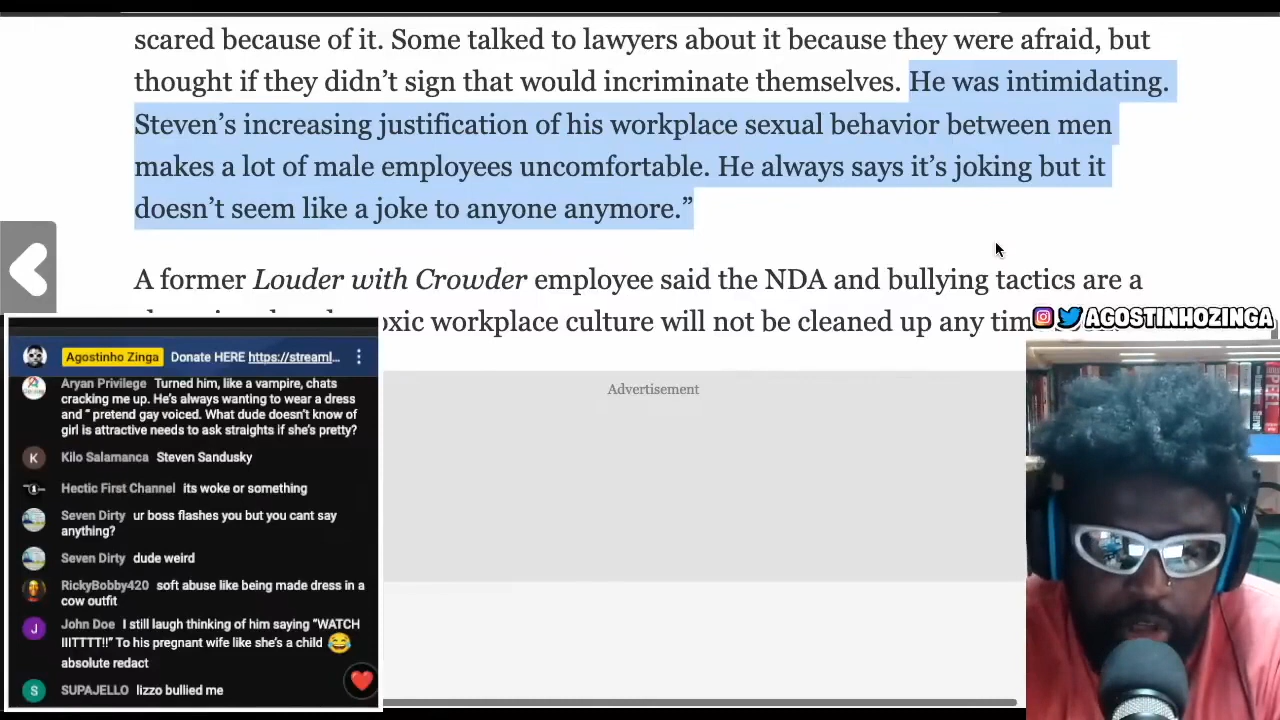 scared because of it. Some talked to lawyers about it because they were afraid, but
thought if they didn’t sign that would incriminate themselves. He was intimidating.
Steven’s increasing justification of his workplace sexual behavior between men
makes a lot of male employees uncomfortable. He always says it’s joking but it
doesn’t seem like a joke to anyone anymore.”
A former Louder with Crowder employee said the NDA and bullying tactics are a
toxic workplace culture will not be cleaned up any time
AGOSTINHOZINGA
Advertisement
Agostinho Zinga Donate HERE https://streaml...
Aryan Privilege Turned him, like a vampire, chats
cracking me up. He’s always wanting to wear a dress
and “ pretend gay voiced. What dude doesn’t know of
girl is attractive needs to ask straights if she’s pretty?
K
Kilo Salamanca Steven Sandusky
Hectic First Channel its woke or something
Seven Dirty ur boss flashes you but you cant say
anything?
Seven Dirty dude weird
RickyBobby420 soft abuse like being made dress in a
cow outfit
J
John Doe I still laugh thinking of him saying “WATCH
IIITTTT!!” To his pregnant wife like she’s a child 😂
absolute redact
S
SUPAJELLO lizzo bullied me